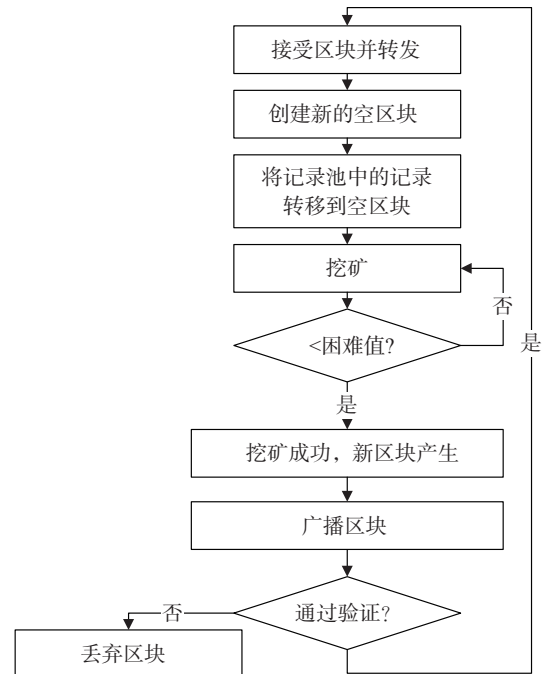 接受区块并转发
创建新的空区块
将记录池中的记录
转移到空区块
挖矿
否
<困难值?
是
是
挖矿成功，新区块产生
广播区块
通过验证?
否
丢弃区块